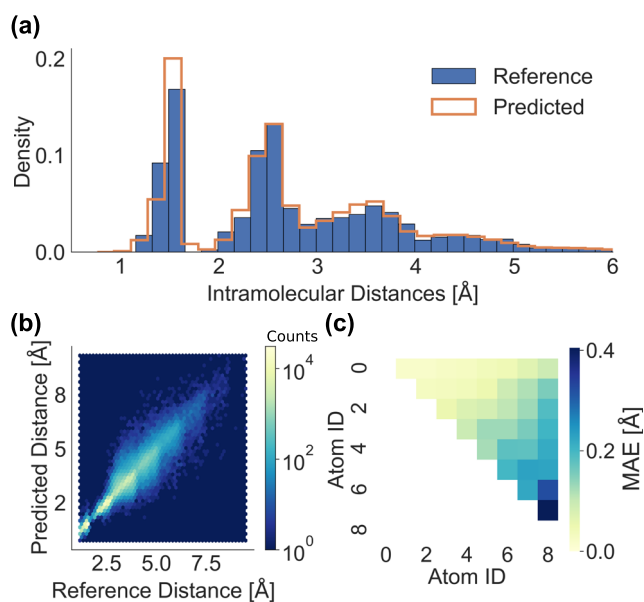 (a)
0.2
0.1
0.0
Density
Reference
Predicted
1 2 3 4 5 6
Intramolecular Distances [Å]
(b)
Counts
Predicted Distance [Å]
8
5
2
2.5 5.0 7.5
Reference Distance [Å]
10⁴
10²
10⁰
(c)
Atom ID
0
2
4
6
8
0 2 4 6 8
Atom ID
0.4
0.2
0.0
MAE [Å]